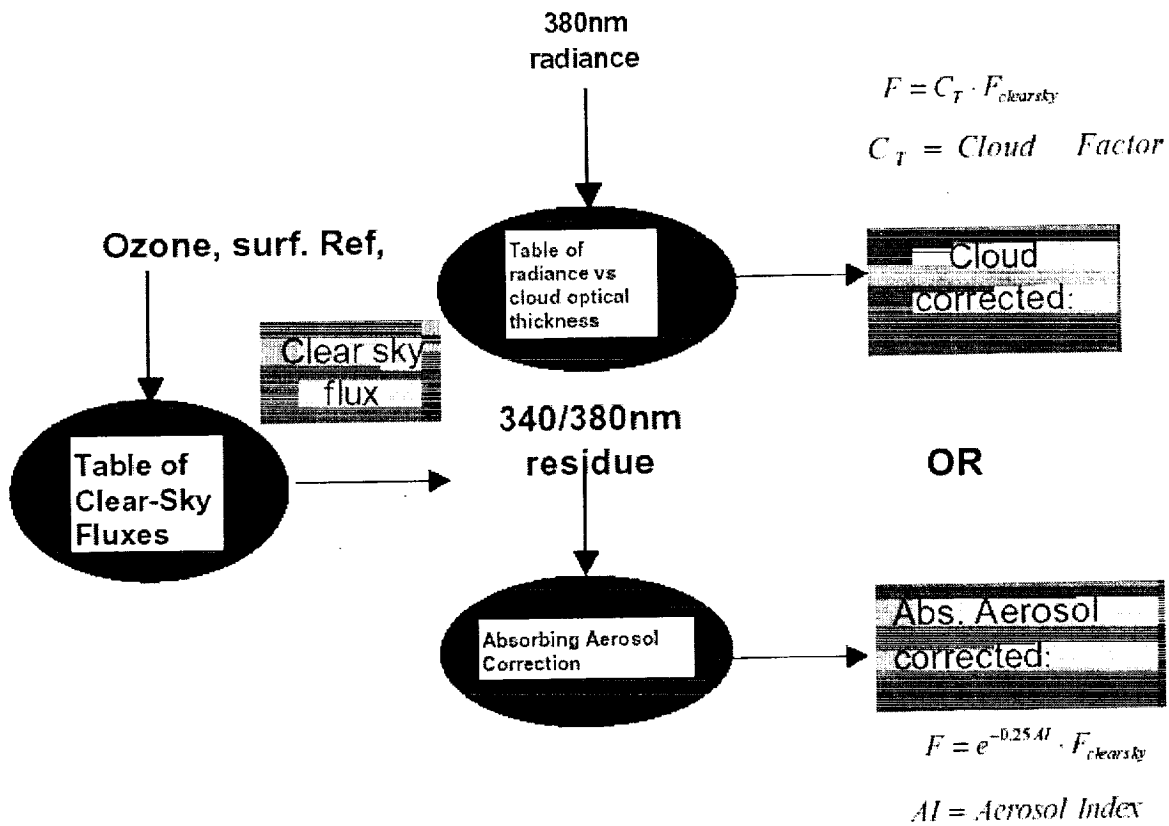 380nm
radiance
F = C_T · F_clearsky
C_T = Cloud Factor
Ozone, surf. Ref,
Table of
radiance vs
cloud optical
thickness
Cloud
corrected:
Clear sky
flux
340/380nm
residue
OR
Table of
Clear-Sky
Fluxes
Absorbing Aerosol
Correction
Abs. Aerosol
corrected:
F = e^{-0.25 AI} · F_clearsky
AI = Aerosol Index